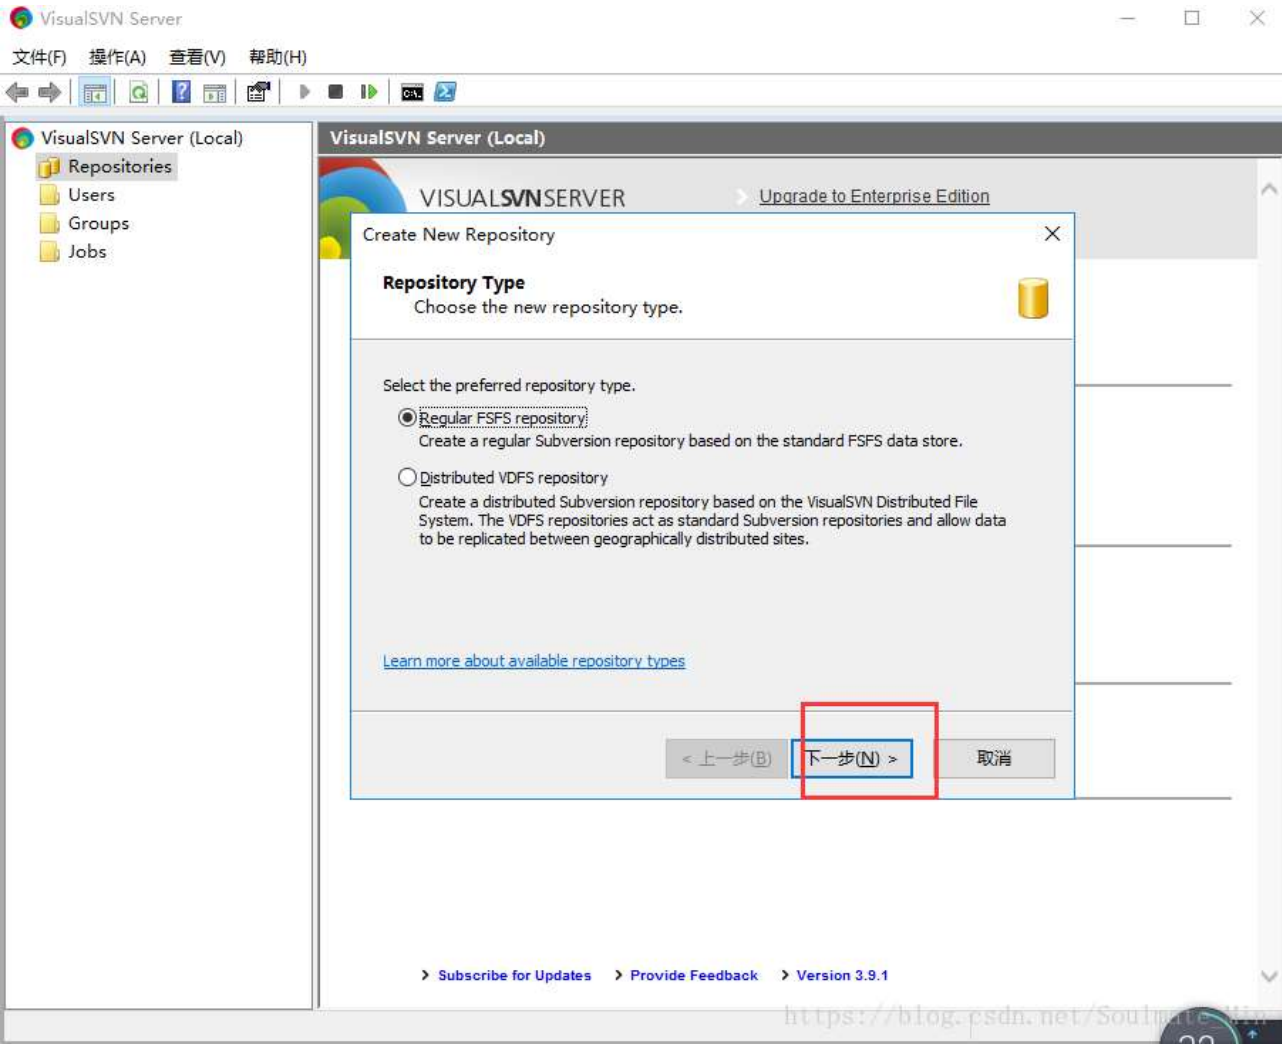 VisualSVN Server
文件(F) 操作(A) 查看(V) 帮助(H)
VisualSVN Server (Local)
Repositories
Users
Groups
Jobs
VisualSVN Server (Local)
VISUALSVNSERVER
Upgrade to Enterprise Edition
Create New Repository
Repository Type
Choose the new repository type.
Select the preferred repository type.
Regular FSFS repository
Create a regular Subversion repository based on the standard FSFS data store.
Distributed VDFS repository
Create a distributed Subversion repository based on the VisualSVN Distributed File
System. The VDFS repositories act as standard Subversion repositories and allow data
to be replicated between geographically distributed sites.
Learn more about available repository types
< 上一步(B) 下一步(N) > 取消
Subscribe for Updates Provide Feedback Version 3.9.1
https://blog.csdn.net/Soulmate_Min